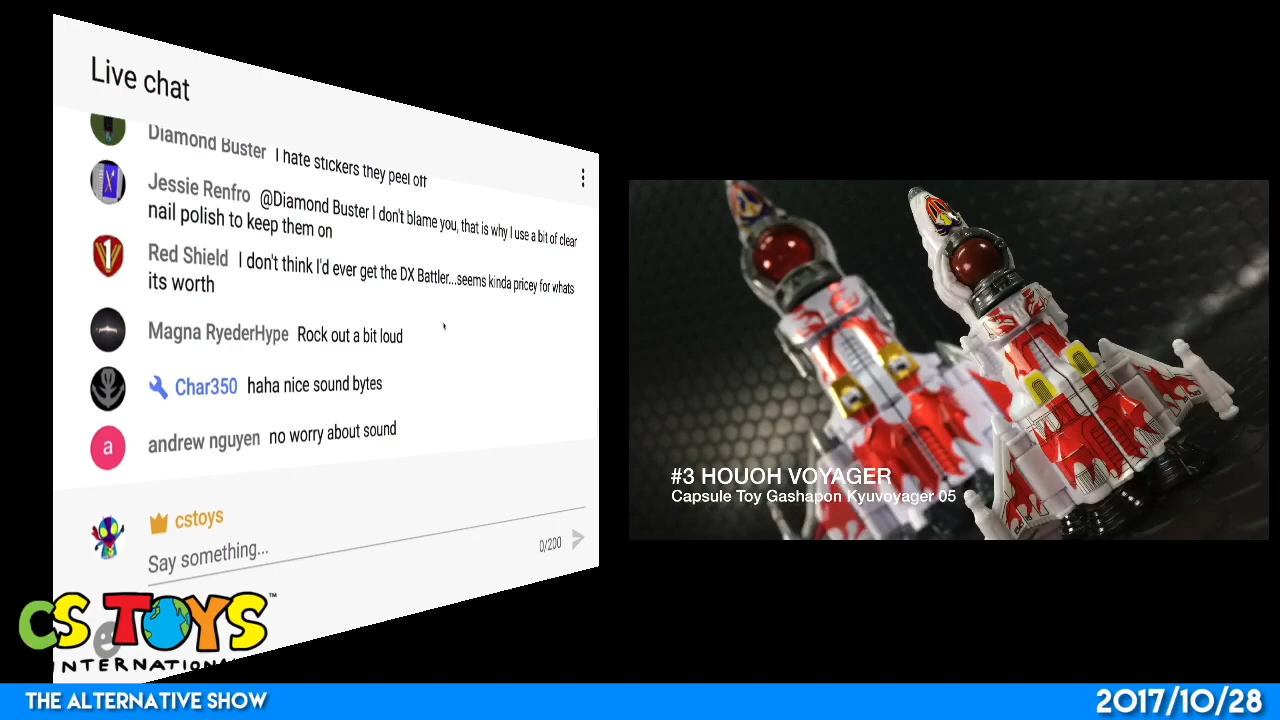 Live chat
Diamond Buster I hate stickers they peel off
Jessie Renfro @Diamond Buster I don't blame you, that is why I use a bit of clear
nail polish to keep them on
Red Shield I don't think I'd ever get the DX Battler...seems kinda pricey for whats
its worth
Magna RyederHype Rock out a bit loud
Char350 haha nice sound bytes
a andrew nguyen no worry about sound
cstoys
Say something...
0/200
#3 HOUOH VOYAGER
Capsule Toy Gashapon Kyuvoyager 05
CS TOYS™
INTERNATIONAL
THE ALTERNATIVE SHOW
2017/10/28